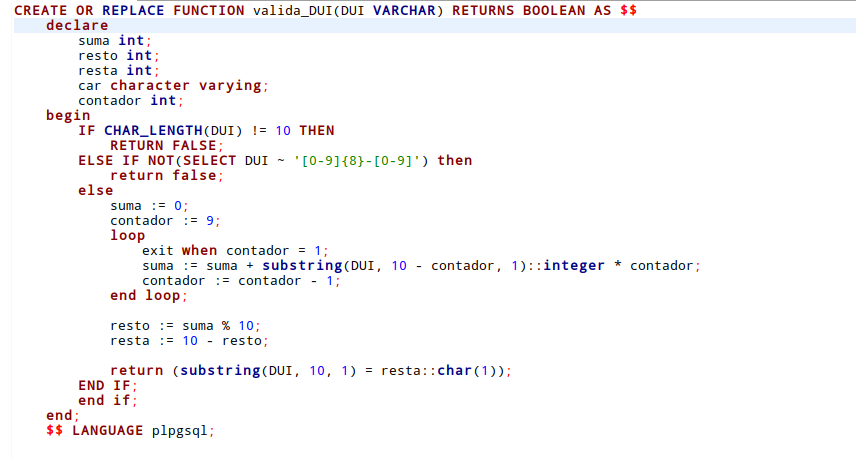 CREATE OR REPLACE FUNCTION valida_DUI(DUI VARCHAR) RETURNS BOOLEAN AS $$
    declare
        suma int;
        resto int;
        resta int;
        car character varying;
        contador int;
    begin
        IF CHAR_LENGTH(DUI) != 10 THEN
            RETURN FALSE;
        ELSE IF NOT(SELECT DUI ~ '[0-9]{8}-[0-9]') then
            return false;
        else
            suma := 0;
            contador := 9;
            loop
                exit when contador = 1;
                suma := suma + substring(DUI, 10 - contador, 1)::integer * contador;
                contador := contador - 1;
            end loop;

            resto := suma % 10;
            resta := 10 - resto;

            return (substring(DUI, 10, 1) = resta::char(1));
        END IF;
        end if;
    end;
    $$ LANGUAGE plpgsql;